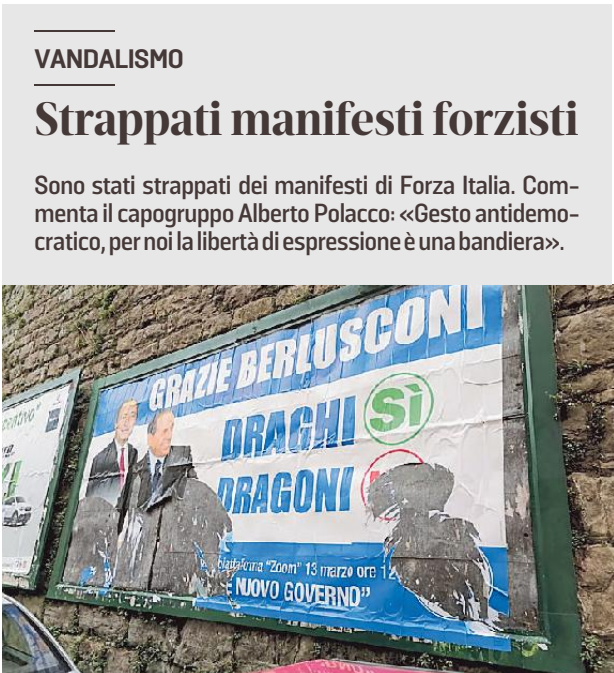 VANDALISMO
Strappati manifesti forzisti
Sono stati strappati dei manifesti di Forza Italia. Com-
menta il capogruppo Alberto Polacco: «Gesto antidemo-
cratico, per noi la libertà di espressione è una bandiera».
GRAZIE BERLUSCONI
DRAGHI SÌ
DRAGONI
"Zoom" 13 marzo ore 12
NUOVO GOVERNO"